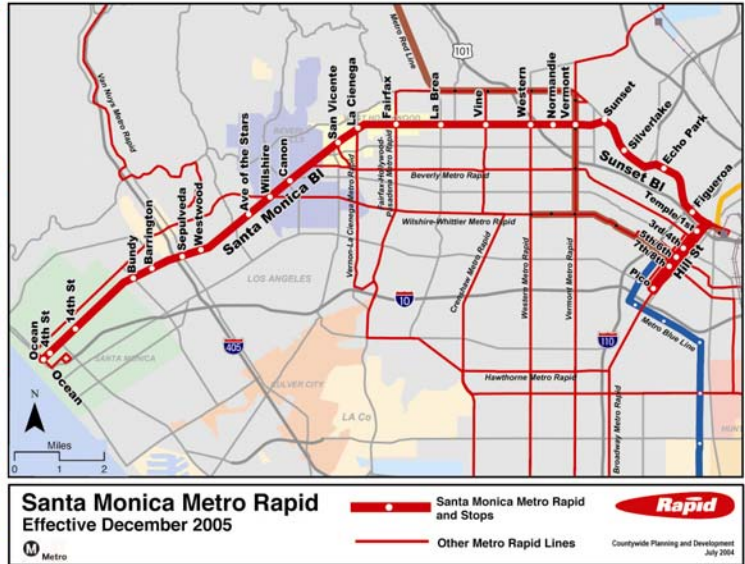 Van Nuys Metro Rapid
Metro Red Line
101
San Vicente
La Cienega
Fairfax
La Brea
Vine
Western
Normandie
Vermont
Sunset
Silverlake
Echo Park
Sunset Bl
Figueroa
Temple/1st
3rd/4th
5th/6th
7th/8th
Hill St
Pico
Ave of the Stars
Wilshire
Canon
Santa Monica Bl
BEVERLY
HILLS
Westwood
Sepulveda
Barrington
Bundy
14th St
4th St
Ocean
Ocean
Beverly Metro Rapid
Fairfax-Hollywood-
Pasadena Metro Rapid
Wilshire-Whittier Metro Rapid
Vernon-La Cienega Metro Rapid
Crenshaw Metro Rapid
Western Metro Rapid
Vermont Metro Rapid
LOS ANGELES
10
405
110
Metro Blue Line
SANTA MONICA
CULVER CITY
LA Co
Hawthorne Metro Rapid
Broadway Metro Rapid
N
Miles
0 1 2
Santa Monica Metro Rapid
Effective December 2005
M Metro
Santa Monica Metro Rapid
and Stops
Other Metro Rapid Lines
Rapid
Countywide Planning and Development
July 2004